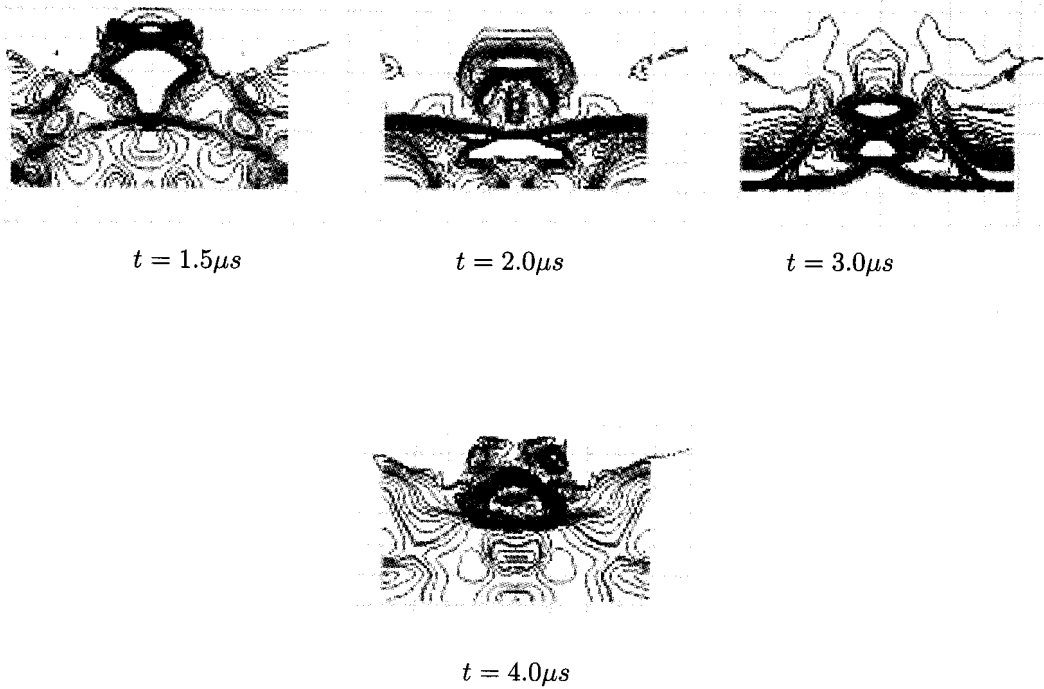 t = 1.5μs
t = 2.0μs
t = 3.0μs
t = 4.0μs